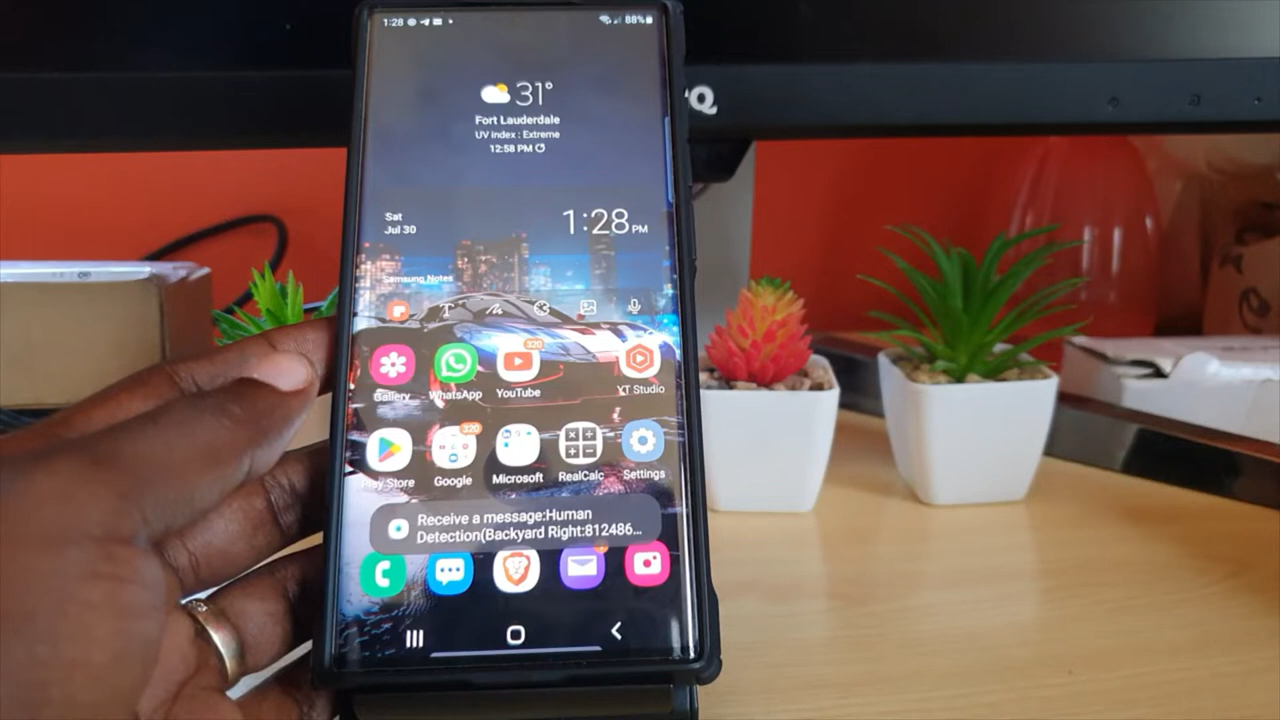 1:28
88%
31°
Fort Lauderdale
UV index : Extreme
12:58 PM
Sat
Jul 30
1:28 PM
Samsung Notes
T
320
Gallery
WhatsApp
YouTube
YT Studio
320
Play Store
Google
Microsoft
RealCalc
Settings
Receive a message:Human
Detection(Backyard Right:812486...
Q